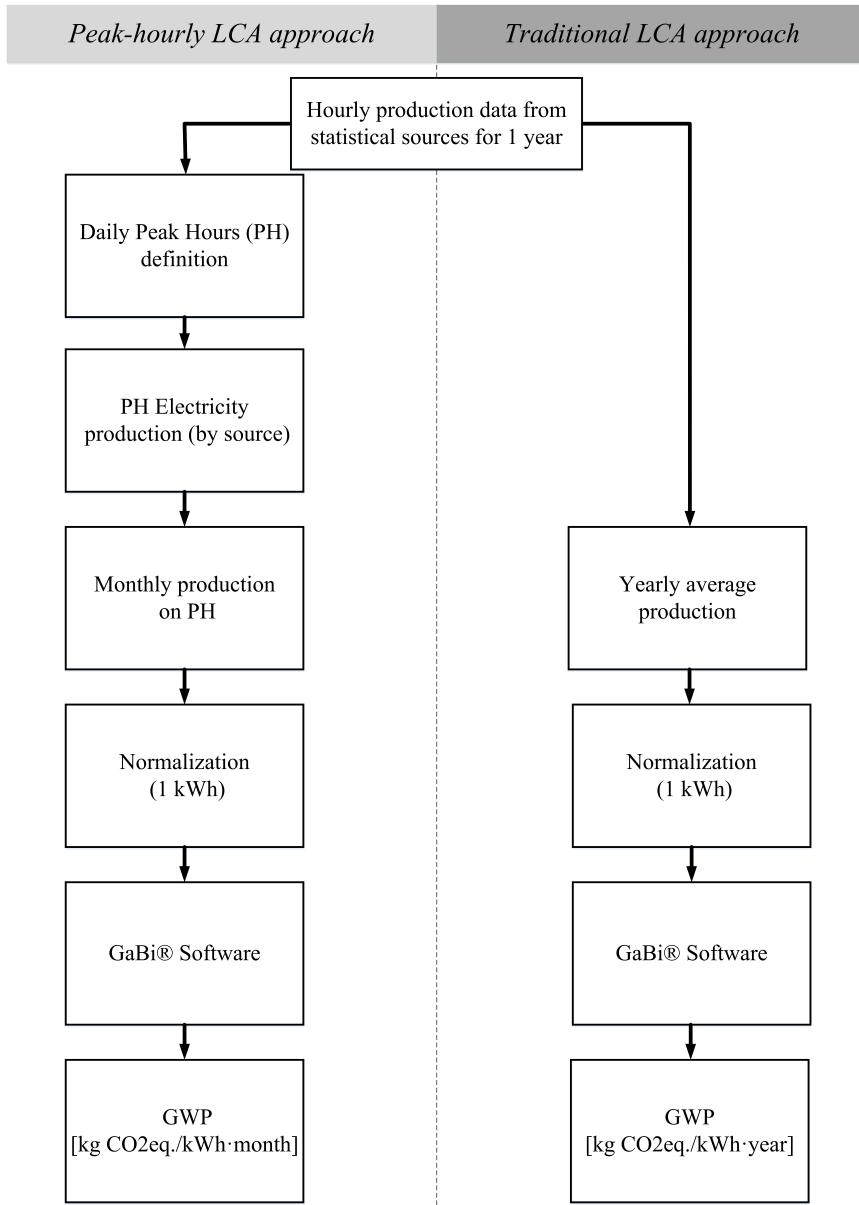 Peak-hourly LCA approach
Traditional LCA approach
Hourly production data from
statistical sources for 1 year
Daily Peak Hours (PH)
definition
PH Electricity
production (by source)
Monthly production
on PH
Normalization
(1 kWh)
GaBi® Software
GWP
[kg CO2eq./kWh·month]
Yearly average
production
Normalization
(1 kWh)
GaBi® Software
GWP
[kg CO2eq./kWh·year]